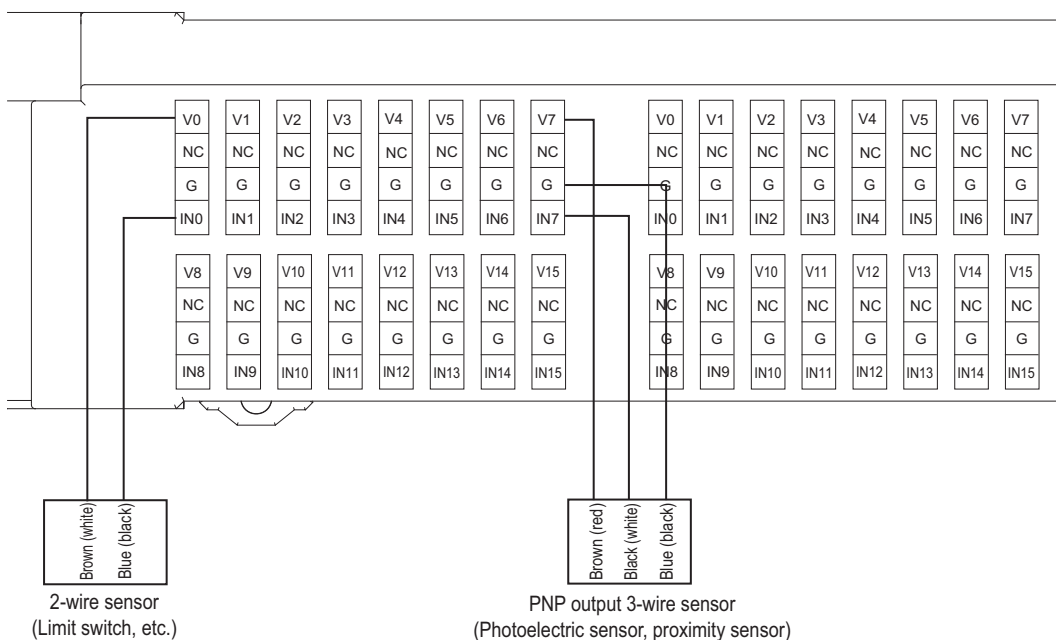 V0 V1 V2 V3 V4 V5 V6 V7 V0 V1 V2 V3 V4 V5 V6 V7
NC NC NC NC NC NC NC NC NC NC NC NC NC NC NC NC
G G G G G G G G G G G G G G G G
IN0 IN1 IN2 IN3 IN4 IN5 IN6 IN7 IN0 IN1 IN2 IN3 IN4 IN5 IN6 IN7
V8 V9 V10 V11 V12 V13 V14 V15 V8 V9 V10 V11 V12 V13 V14 V15
NC NC NC NC NC NC NC NC NC NC NC NC NC NC NC NC
G G G G G G G G G G G G G G G G
IN8 IN9 IN10 IN11 IN12 IN13 IN14 IN15 IN8 IN9 IN10 IN11 IN12 IN13 IN14 IN15
Brown (white)
Blue (black)
2-wire sensor
(Limit switch, etc.)
Brown (red)
Black (white)
Blue (black)
PNP output 3-wire sensor
(Photoelectric sensor, proximity sensor)